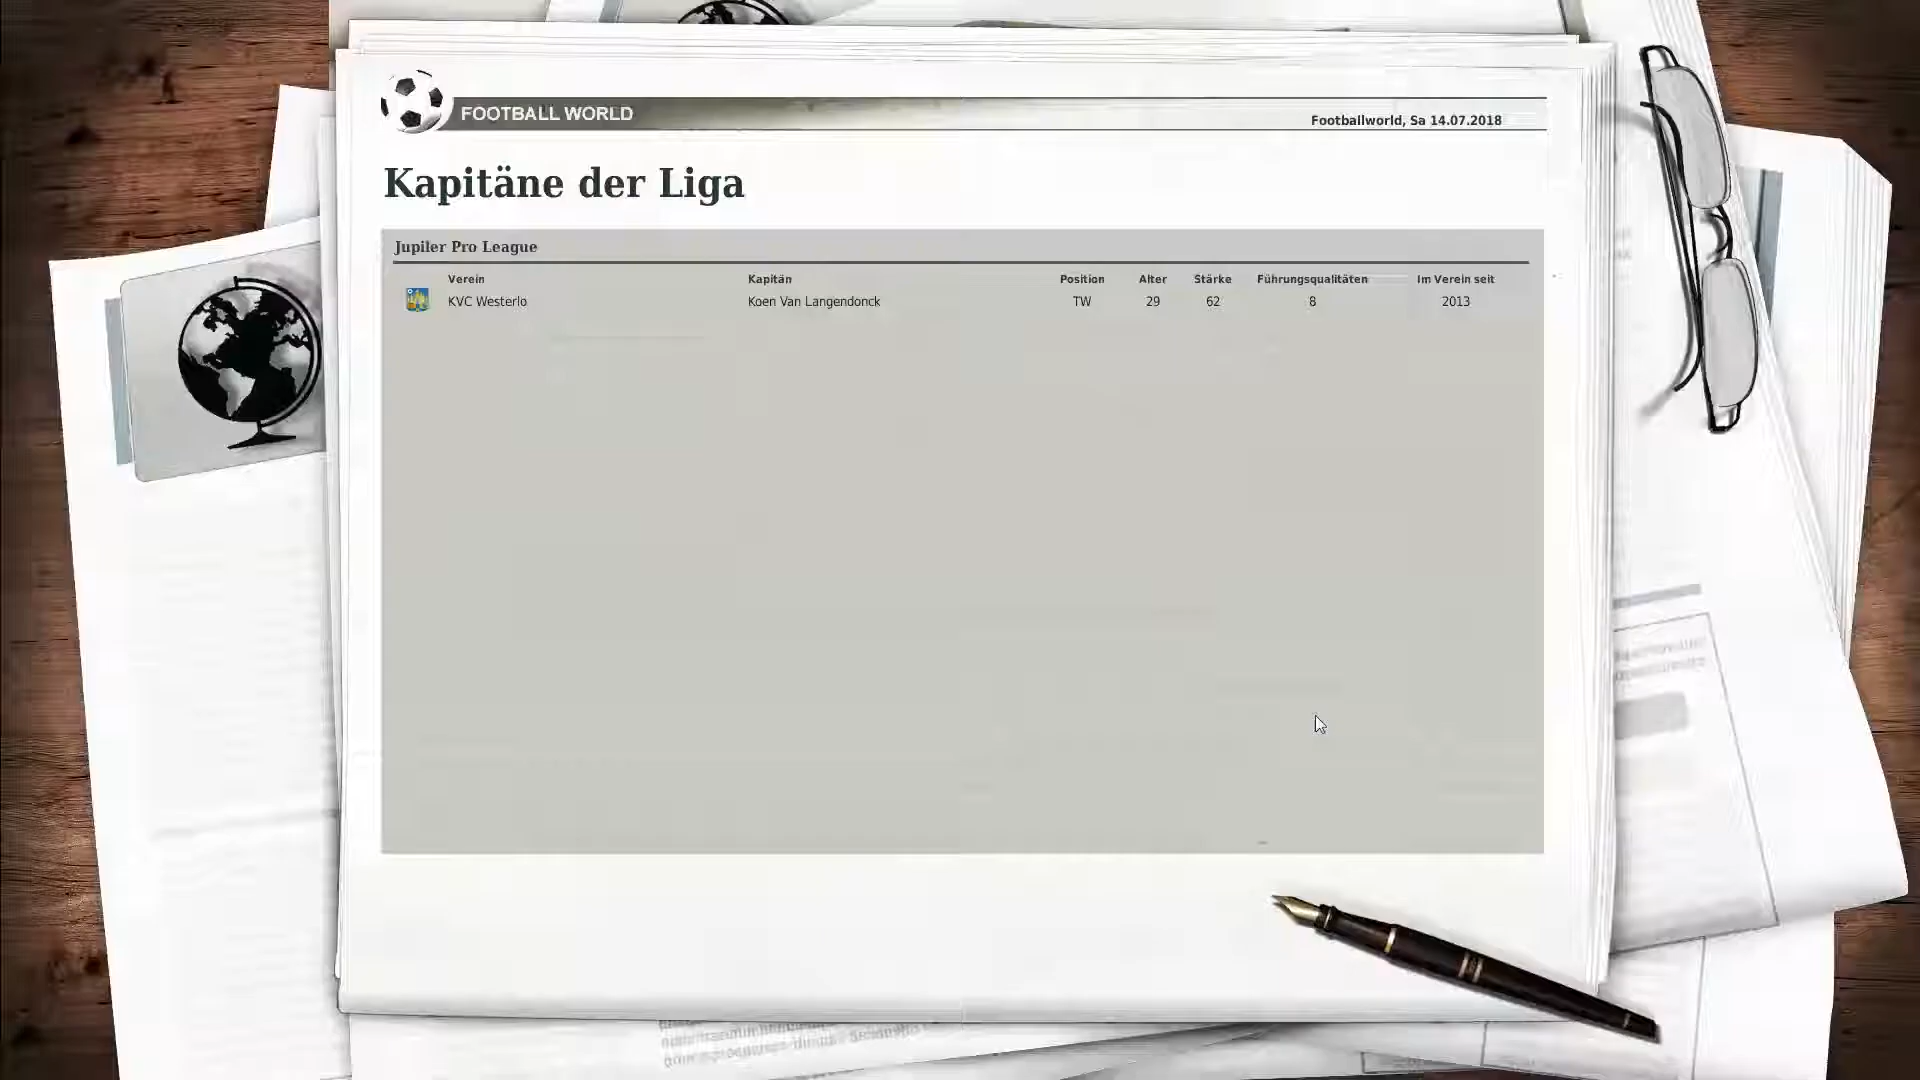 FOOTBALL WORLD
Footballworld, Sa 14.07.2018
Kapitäne der Liga
Jupiler Pro League
Verein Kapitän Position Alter Stärke Führungsqualitäten Im Verein seit
KVC Westerlo Koen Van Langendonck TW 29 62 8 2013